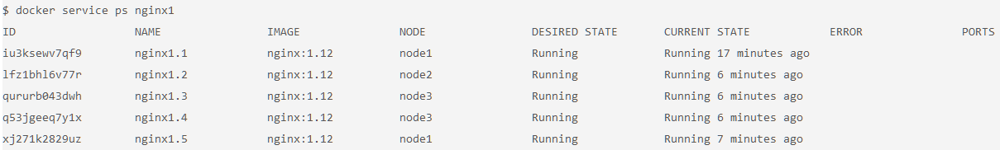 $ docker service ps nginx1
ID NAME IMAGE NODE DESIRED STATE CURRENT STATE ERROR PORTS
iu3ksewv7qf9 nginx1.1 nginx:1.12 node1 Running Running 17 minutes ago
lfz1bhl6v77r nginx1.2 nginx:1.12 node2 Running Running 6 minutes ago
qururb043dwh nginx1.3 nginx:1.12 node3 Running Running 6 minutes ago
q53jgeeq7y1x nginx1.4 nginx:1.12 node3 Running Running 6 minutes ago
xj271k2829uz nginx1.5 nginx:1.12 node1 Running Running 7 minutes ago